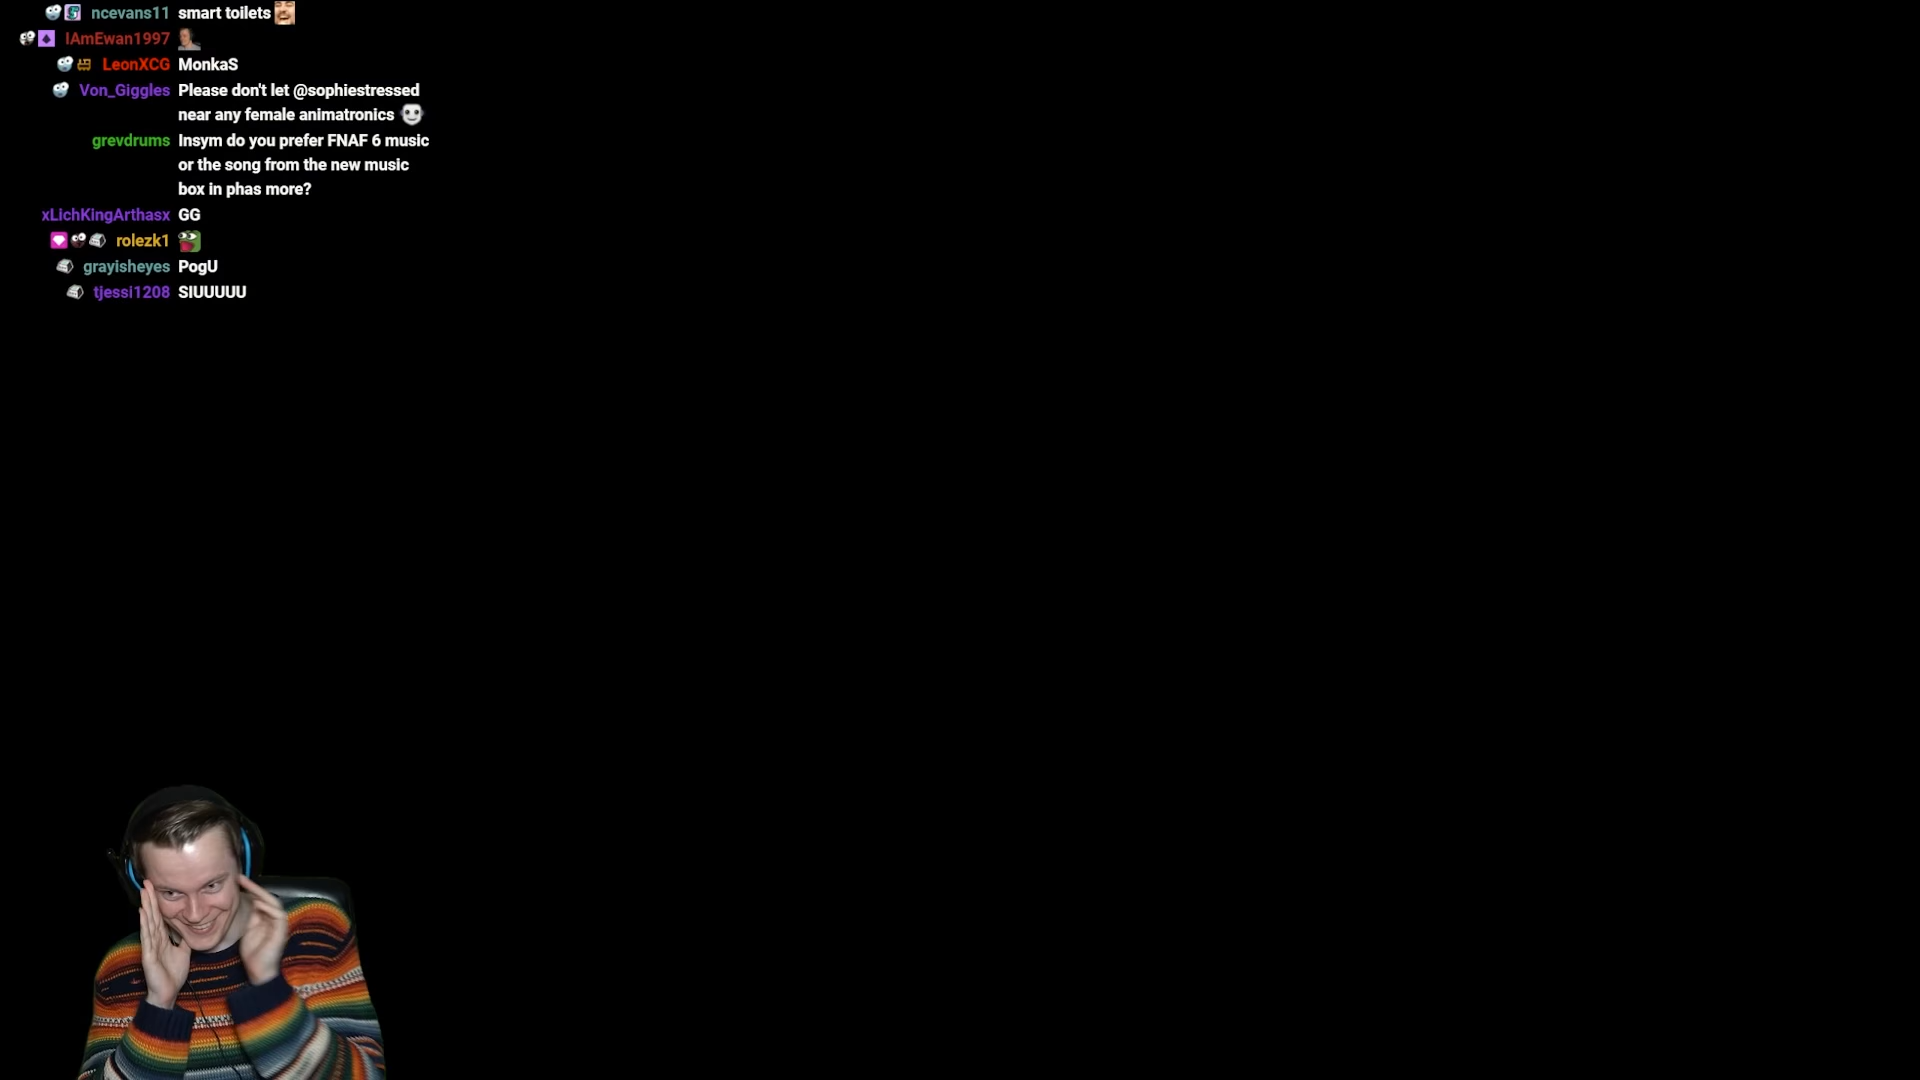 ncevans11 smart toilets
IAmEwan1997
LeonXCG MonkaS
Von_Giggles Please don't let @sophiestressed
near any female animatronics
grevdrums Insym do you prefer FNAF 6 music
or the song from the new music
box in phas more?
xLichKingArthasx GG
rolezk1
grayisheyes PogU
tjessi1208 SIUUUUU